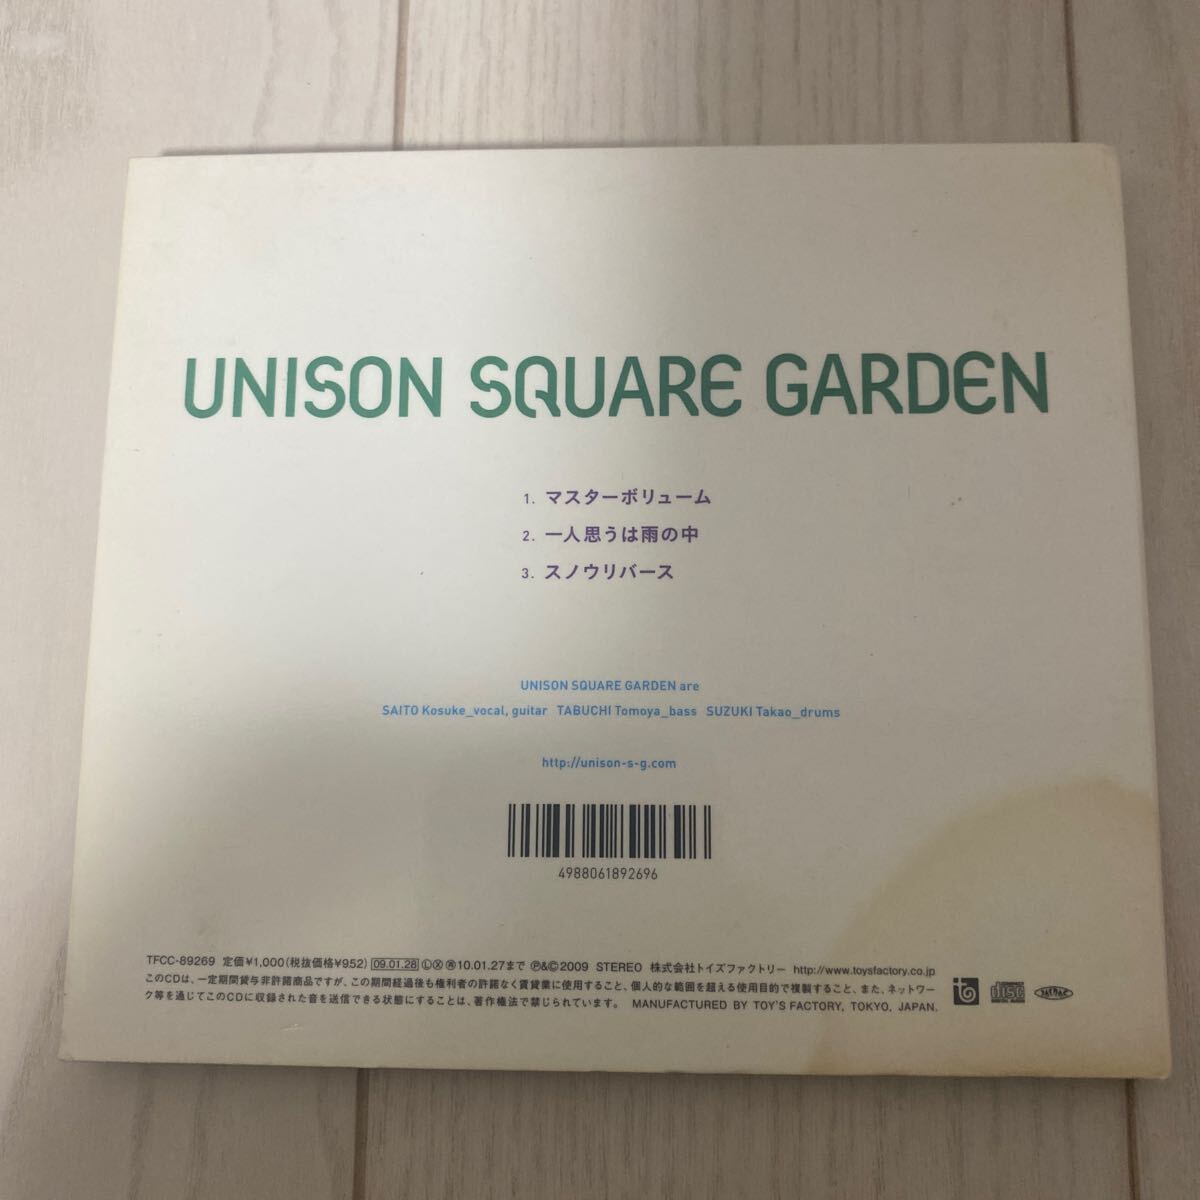 UNISON SQUARE GARDEN
1. マスターボリューム
2. 一人思うは雨の中
3. スノウリバース
UNISON SQUARE GARDEN are
SAITO Kosuke_vocal, guitar TABUCHI Tomoya_bass SUZUKI Takao_drums
http://unison-s-g.com
4988061892696
TFCC-89269 定価¥1,000(税抜価格¥952) 09.01.28 ⓁⓍ㋹10.01.27まで ℗&©2009 STEREO 株式会社トイズファクトリー http://www.toysfactory.co.jp
このCDは、一定期間貸与非許諾商品ですが、この期間経過後も権利者の許諾なく賃貸業に使用すること、個人的な範囲を超える使用目的で複製すること、また、ネットワー
ク等を通じてこのCDに収録された音を送信できる状態にすることは、著作権法で禁じられています。 MANUFACTURED BY TOY'S FACTORY, TOKYO, JAPAN.
disc
JASRAC